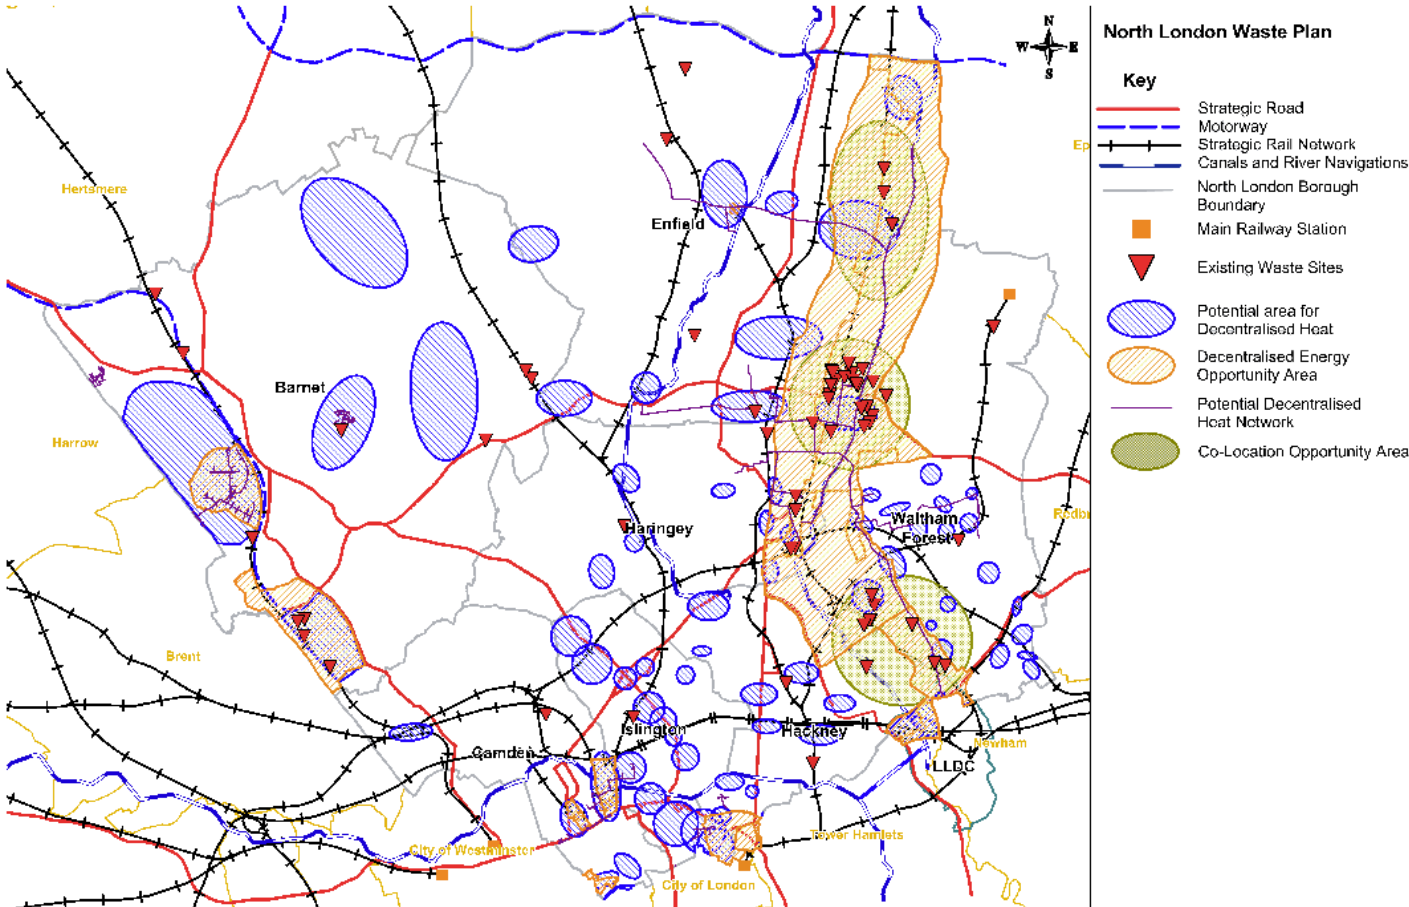 North London Waste Plan
N
W E
S
Key
Strategic Road
Motorway
Strategic Rail Network
Canals and River Navigations
North London Borough
Boundary
Main Railway Station
Existing Waste Sites
Potential area for
Decentralised Heat
Decentralised Energy
Opportunity Area
Potential Decentralised
Heat Network
Co-Location Opportunity Area
Ep
Hertsmere
Enfield
Barnet
Harrow
Redbr
Waltham
Forest
Haringey
Brent
Islington
Hackney
Camden
Newham
LLDC
Tower Hamlets
City of Westminster
City of London